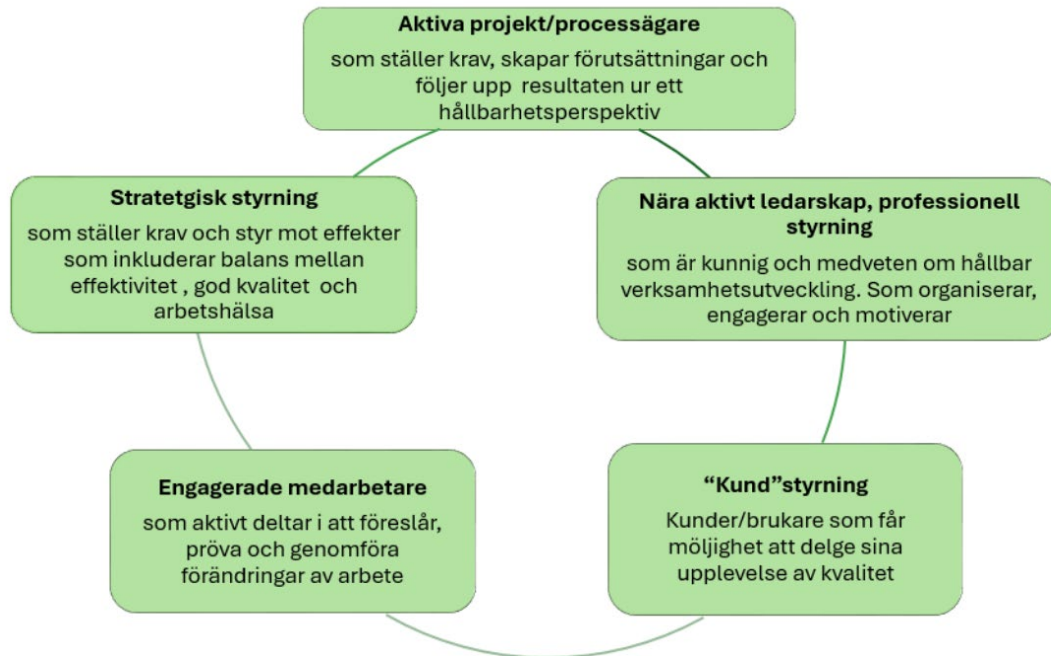 Aktiva projekt/processägare
som ställer krav, skapar förutsättningar och
följer upp resultaten ur ett
hållbarhetsperspektiv
Stratetgisk styrning
som ställer krav och styr mot effekter
som inkluderar balans mellan
effektivitet , god kvalitet och
arbetshälsa
Nära aktivt ledarskap, professionell
styrning
som är kunnig och medveten om hållbar
verksamhetsutveckling. Som organiserar,
engagerar och motiverar
Engagerade medarbetare
som aktivt deltar i att föreslår,
pröva och genomföra
förändringar av arbete
“Kund”styrning
Kunder/brukare som får
möljighet att delge sina
upplevelse av kvalitet